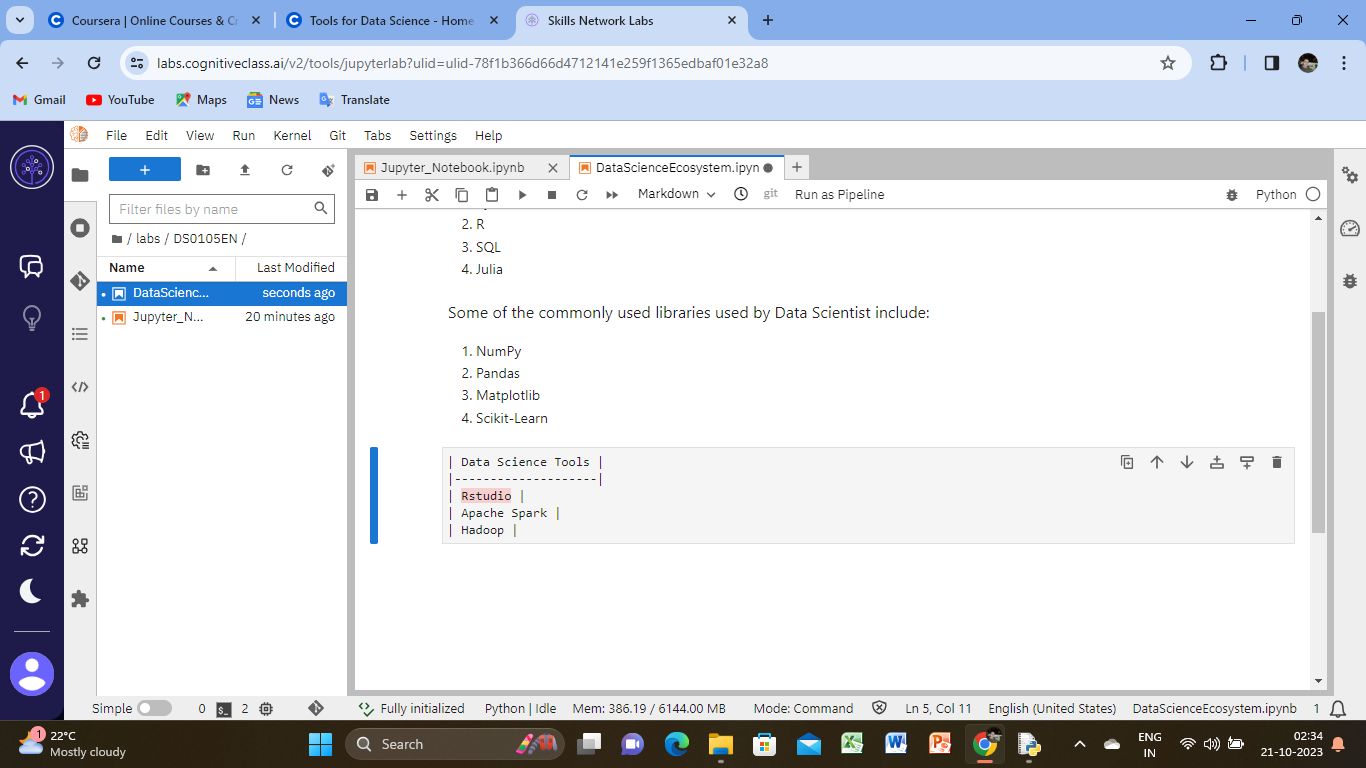 Coursera | Online Courses & C
Tools for Data Science - Home
Skills Network Labs
labs.cognitiveclass.ai/v2/tools/jupyterlab?ulid=ulid-78f1b366d66d4712141e259f1365edbaf01e32a8
Gmail
YouTube
Maps
News
Translate
File Edit View Run Kernel Git Tabs Settings Help
Filter files by name
/ labs / DS0105EN /
Name Last Modified
DataScienc... seconds ago
Jupyter_N... 20 minutes ago
1
Jupyter_Notebook.ipynb
DataScienceEcosystem.ipyn
Markdown
git
Run as Pipeline
Python
2. R
3. SQL
4. Julia
Some of the commonly used libraries used by Data Scientist include:
1. NumPy
2. Pandas
3. Matplotlib
4. Scikit-Learn
| Data Science Tools |
|--------------------|
| Rstudio |
| Apache Spark |
| Hadoop |
Simple 0 2 Fully initialized Python | Idle Mem: 386.19 / 6144.00 MB Mode: Command Ln 5, Col 11 English (United States) DataScienceEcosystem.ipynb 1
1
22°C
Mostly cloudy
Search
ENG
IN
02:34
21-10-2023